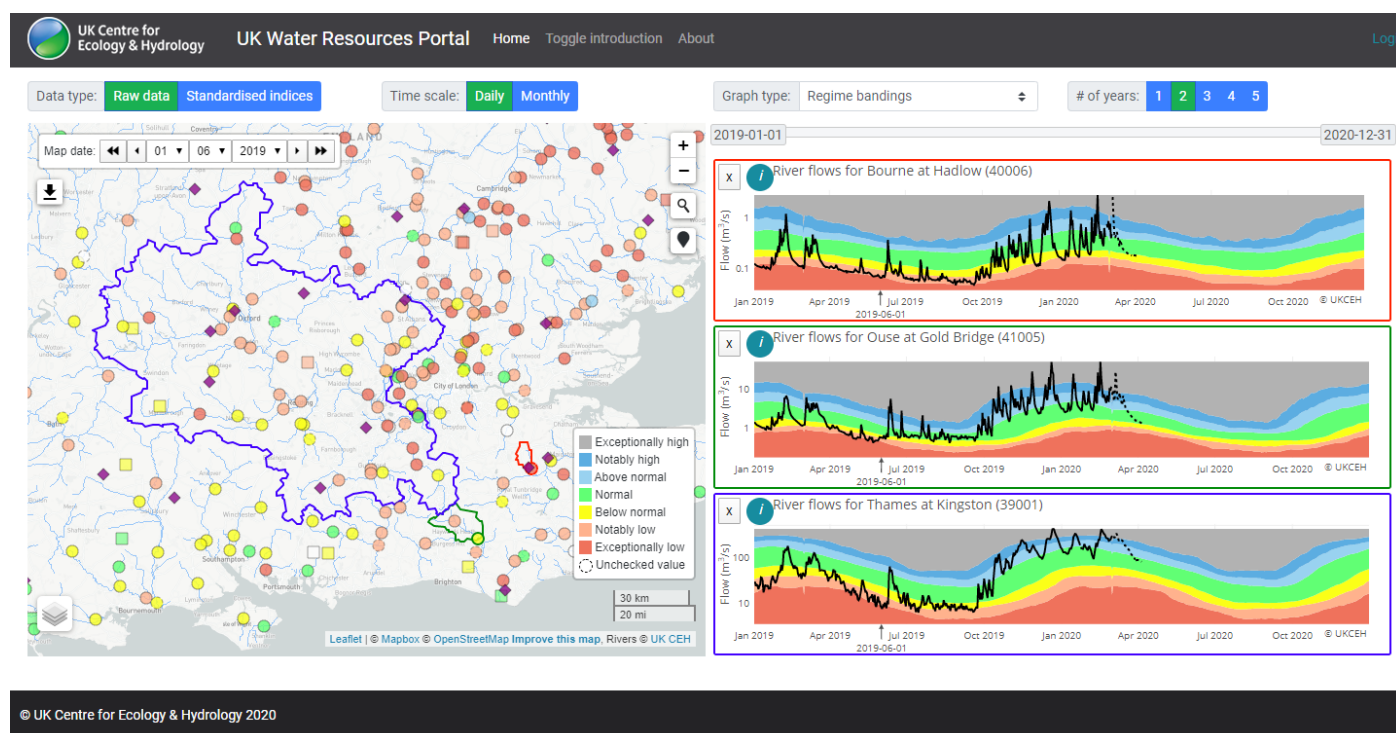 UK Centre for
Ecology & Hydrology
UK Water Resources Portal Home Toggle introduction About
Log
Data type: Raw data Standardised indices
Time scale: Daily Monthly
Graph type: Regime bandings
# of years: 1 2 3 4 5
Map date: 01 06 2019
2019-01-01
2020-12-31
Cambridge
Oxford
City of London
Reading
Bracknell
Winchester
Southampton
Portsmouth
Brighton
Bournemouth
Exceptionally high
Notably high
Above normal
Normal
Below normal
Notably low
Exceptionally low
Unchecked value
30 km
20 mi
Leaflet | © Mapbox © OpenStreetMap Improve this map, Rivers © UK CEH
x i River flows for Bourne at Hadlow (40006)
Flow (m³/s)
1
0.1
Jan 2019 Apr 2019 Jul 2019 Oct 2019 Jan 2020 Apr 2020 Jul 2020 Oct 2020 © UKCEH
2019-06-01
x i River flows for Ouse at Gold Bridge (41005)
Flow (m³/s)
10
1
Jan 2019 Apr 2019 Jul 2019 Oct 2019 Jan 2020 Apr 2020 Jul 2020 Oct 2020 © UKCEH
2019-06-01
x i River flows for Thames at Kingston (39001)
Flow (m³/s)
100
10
Jan 2019 Apr 2019 Jul 2019 Oct 2019 Jan 2020 Apr 2020 Jul 2020 Oct 2020 © UKCEH
2019-06-01
© UK Centre for Ecology & Hydrology 2020